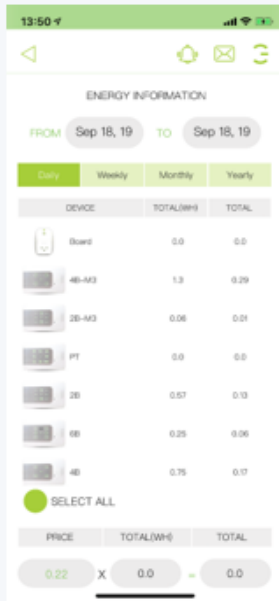 13:50
ENERGY INFORMATION
FROM Sep 18, 19 TO Sep 18, 19
Daily Weekly Monthly Yearly
DEVICE TOTAL(WH) TOTAL
Board 0.0 0.0
4B-M3 1.3 0.29
2B-M3 0.06 0.01
PT 0.0 0.0
2B 0.57 0.13
6B 0.25 0.06
4B 0.75 0.17
SELECT ALL
PRICE TOTAL(WH) TOTAL
0.22 X 0.0 = 0.0